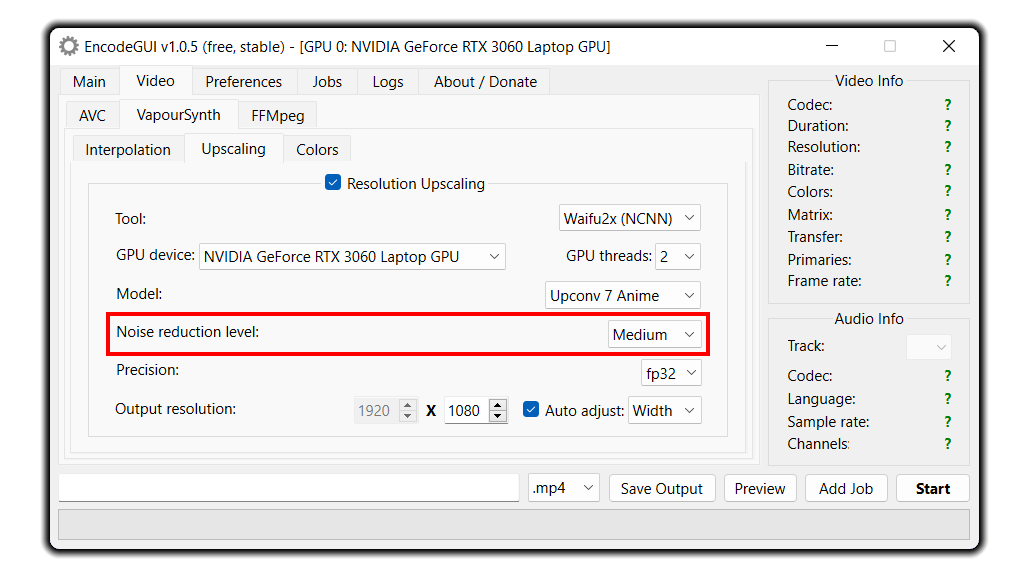 EncodeGUI v1.0.5 (free, stable) - [GPU 0: NVIDIA GeForce RTX 3060 Laptop GPU]
Main Video Preferences Jobs Logs About / Donate
AVC VapourSynth FFMpeg
Interpolation Upscaling Colors
Resolution Upscaling
Tool: Waifu2x (NCNN)
GPU device: NVIDIA GeForce RTX 3060 Laptop GPU GPU threads: 2
Model: Upconv 7 Anime
Noise reduction level: Medium
Precision: fp32
Output resolution: 1920 X 1080 Auto adjust: Width
Video Info
Codec: ?
Duration: ?
Resolution: ?
Bitrate: ?
Colors: ?
Matrix: ?
Transfer: ?
Primaries: ?
Frame rate: ?
Audio Info
Track:
Codec: ?
Language: ?
Sample rate: ?
Channels: ?
.mp4 Save Output Preview Add Job Start